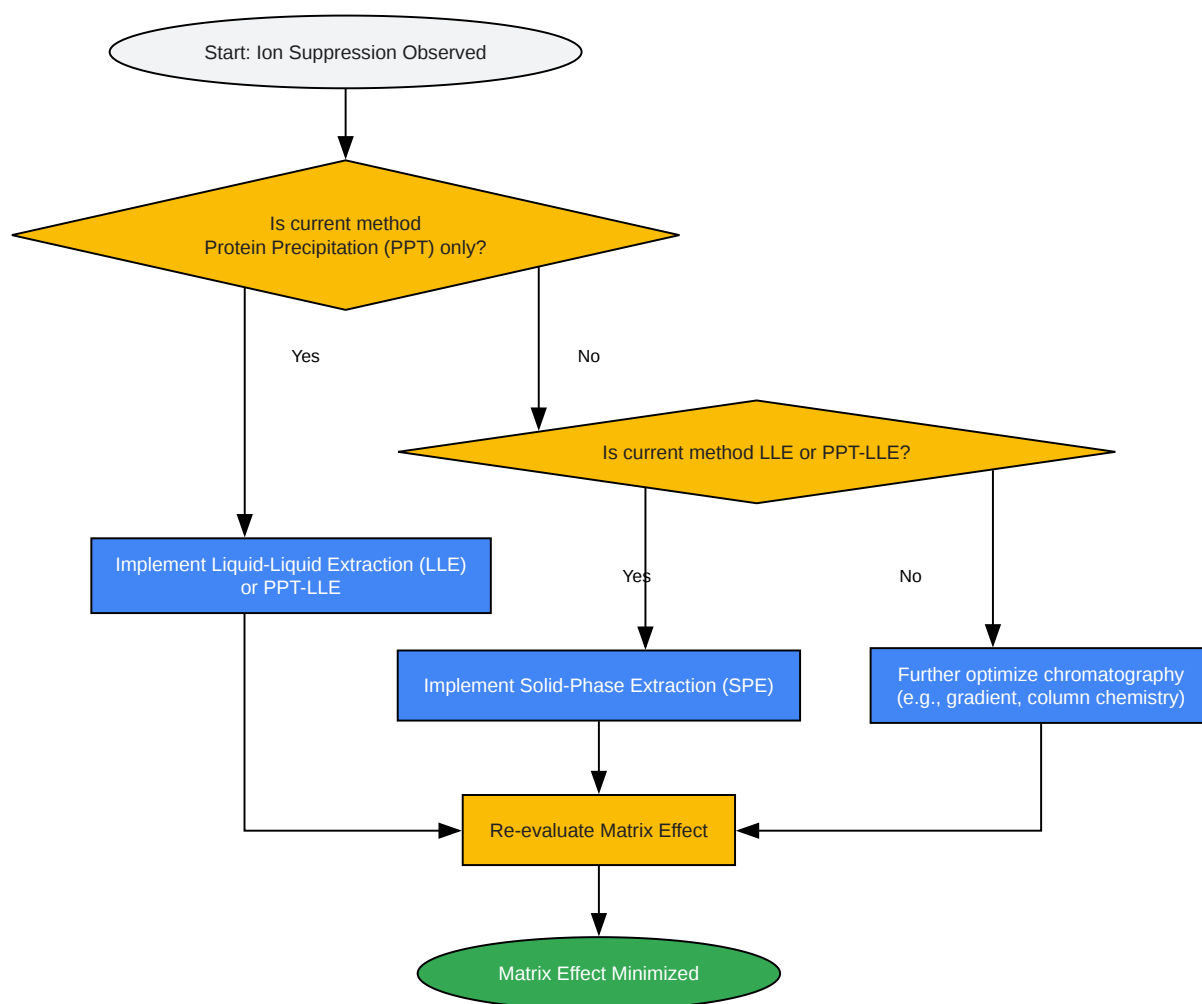 Start: Ion Suppression Observed
Is current method
Protein Precipitation (PPT) only?
Yes
No
Is current method LLE or PPT-LLE?
Implement Liquid-Liquid Extraction (LLE)
or PPT-LLE
Yes
No
Implement Solid-Phase Extraction (SPE)
Further optimize chromatography
(e.g., gradient, column chemistry)
Re-evaluate Matrix Effect
Matrix Effect Minimized